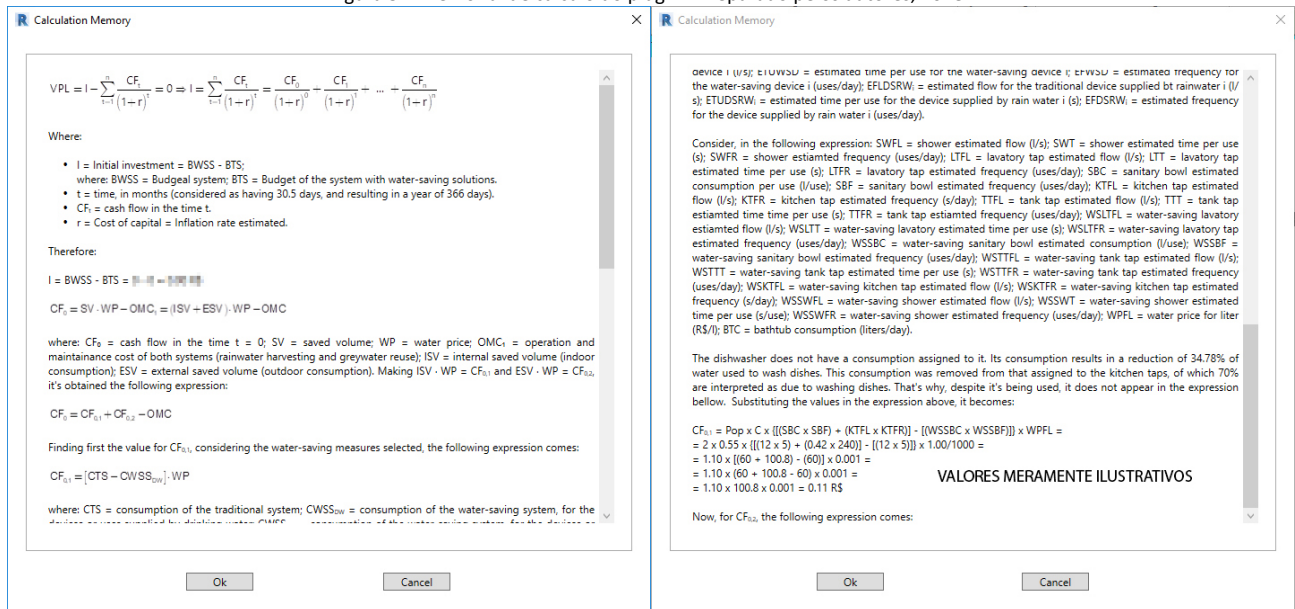 Calculation Memory
VPL = I − Σ CFt/(1+r)^t = 0 ⇒ I = Σ CFt/(1+r)^t = CF0/(1+r)^0 + CF1/(1+r)^1 + ... + CFn/(1+r)^n
Where:
• I = Initial investment = BWSS - BTS;
where: BWSS = Budgeal system; BTS = Budget of the system with water-saving solutions.
• t = time, in months (considered as having 30.5 days, and resulting in a year of 366 days).
• CFt = cash flow in the time t.
• r = Cost of capital = Inflation rate estimated.
Therefore:
I = BWSS - BTS =
CF0 = SV · WP − OMC, = (ISV + ESV) · WP − OMC
where: CF0 = cash flow in the time t = 0; SV = saved volume; WP = water price; OMCt = operation and
maintainance cost of both systems (rainwater harvesting and greywater reuse); ISV = internal saved volume (indoor
consumption); ESV = external saved volume (outdoor consumption). Making ISV · WP = CF0,1 and ESV · WP = CF0,2,
it's obtained the following expression:
CF0 = CF0,1 + CF0,2 − OMC
Finding first the value for CF0,1, considering the water-saving measures selected, the following expression comes:
CF0,1 = [CTS − CWSSDW] · WP
where: CTS = consumption of the traditional system; CWSSDW = consumption of the water-saving system, for the
Ok
Cancel
Calculation Memory
device i (l/s); ETUWSD = estimated time per use for the water-saving device i; EFWSD = estimated frequency for
the water-saving device i (uses/day); EFLDSRWi = estimated flow for the traditional device supplied bt rainwater i (l/
s); ETUDSRWi = estimated time per use for the device supplied by rain water i (s); EFDSRWi = estimated frequency
for the device supplied by rain water i (uses/day).
Consider, in the following expression: SWFL = shower estimated flow (l/s); SWT = shower estimated time per use
(s); SWFR = shower estiamted frequency (uses/day); LTFL = lavatory tap estimated flow (l/s); LTT = lavatory tap
estimated time per use (s); LTFR = lavatory tap estimated frequency (uses/day); SBC = sanitary bowl estimated
consumption per use (l/use); SBF = sanitary bowl estimated frequency (uses/day); KTFL = kitchen tap estimated
flow (l/s); KTFR = kitchen tap estimated frequency (s/day); TTFL = tank tap estimated flow (l/s); TTT = tank tap
estiamted time time per use (s); TTFR = tank tap estiamted frequency (uses/day); WSLTFL = water-saving lavatory
estiamted flow (l/s); WSLTT = water-saving lavatory estimated time per use (s); WSLTFR = water-saving lavatory tap
estimated frequency (uses/day); WSSBC = water-saving sanitary bowl estimated consumption (l/use); WSSBF =
water-saving sanitary bowl estimated frequency (uses/day); WSTTFL = water-saving tank tap estimated flow (l/s);
WSTTT = water-saving tank tap estimated time per use (s); WSTTFR = water-saving tank tap estimated frequency
(uses/day); WSKTFL = water-saving kitchen tap estimated flow (l/s); WSKTFR = water-saving kitchen tap estimated
frequency (s/day); WSSWFL = water-saving shower estimated flow (l/s); WSSWT = water-saving shower estimated
time per use (s/use); WSSWFR = water-saving shower estimated frequency (uses/day); WPFL = water price for liter
(R$/l); BTC = bathtub consumption (liters/day).
The dishwasher does not have a consumption assigned to it. Its consumption results in a reduction of 34.78% of
water used to wash dishes. This consumption was removed from that assigned to the kitchen taps, of which 70%
are interpreted as due to washing dishes. That's why, despite it's being used, it does not appear in the expression
bellow. Substituting the values in the expression above, it becomes:
CF0,1 = Pop x C x {[(SBC x SBF) + (KTFL x KTFR)] - [(WSSBC x WSSBF)]} x WPFL =
= 2 x 0.55 x {[(12 x 5) + (0.42 x 240)] - [(12 x 5)]} x 1.00/1000 =
= 1.10 x [(60 + 100.8) - (60)] x 0.001 =
= 1.10 x (60 + 100.8 - 60) x 0.001 =
= 1.10 x 100.8 x 0.001 = 0.11 R$
VALORES MERAMENTE ILUSTRATIVOS
Now, for CF0,2, the following expression comes:
Ok
Cancel